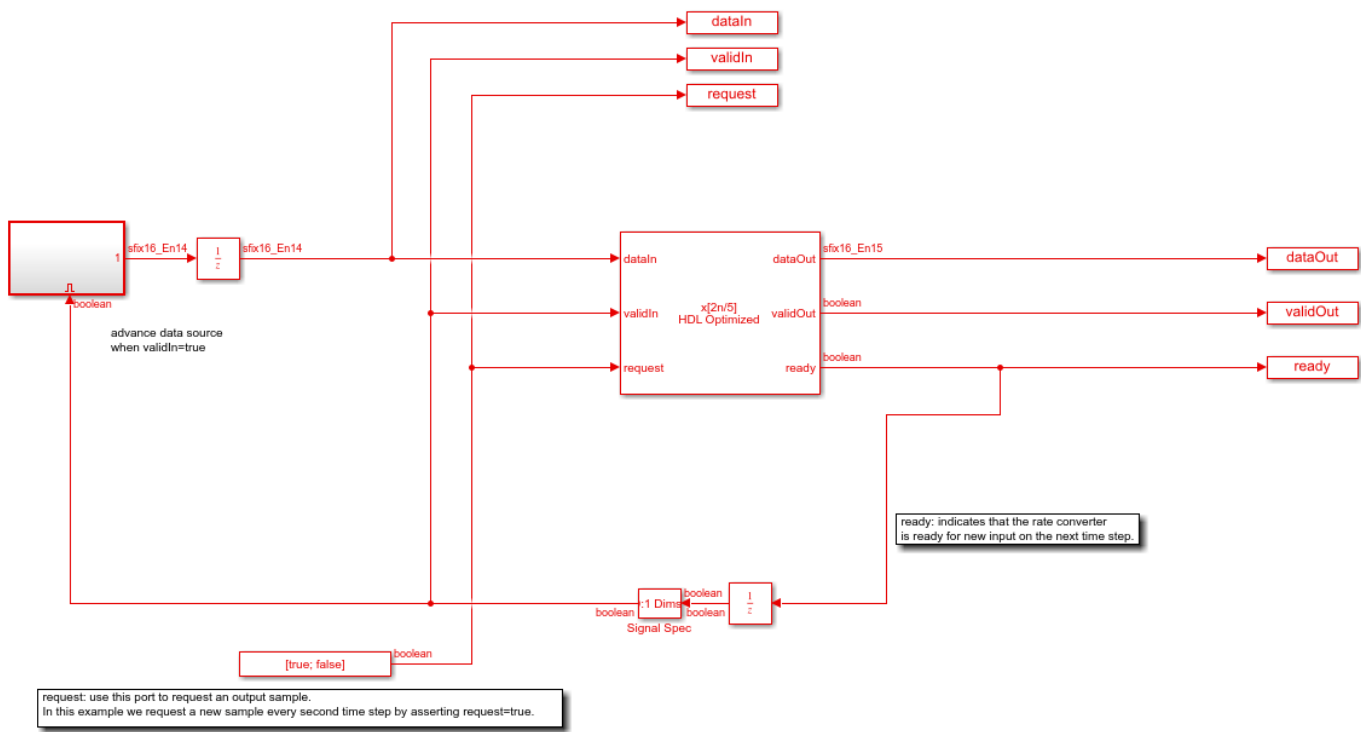 dataIn
validIn
request
1
sfix16_En14
1
z
sfix16_En14
boolean
advance data source
when validIn=true
dataIn
validIn
request
x[2n/5]
HDL Optimized
dataOut
validOut
ready
sfix16_En15
boolean
boolean
dataOut
validOut
ready
ready: indicates that the rate converter
is ready for new input on the next time step.
boolean
:1 Dims
Signal Spec
boolean
boolean
1
z
[true; false]
boolean
request: use this port to request an output sample.
In this example we request a new sample every second time step by asserting request=true.